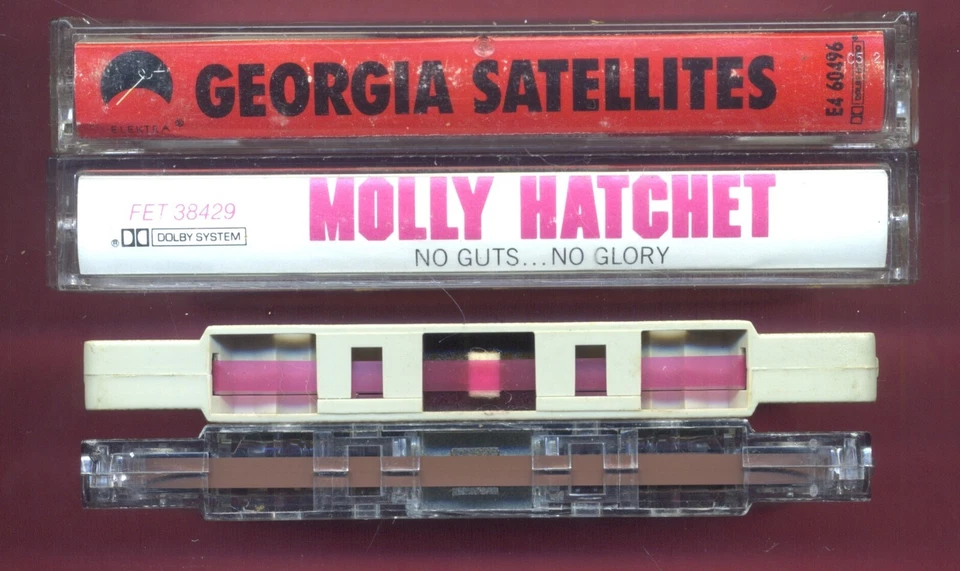 GEORGIA SATELLITES
ELEKTRA ®
E4 60496
MOLLY HATCHET
NO GUTS...NO GLORY
FET 38429
® DOLBY SYSTEM